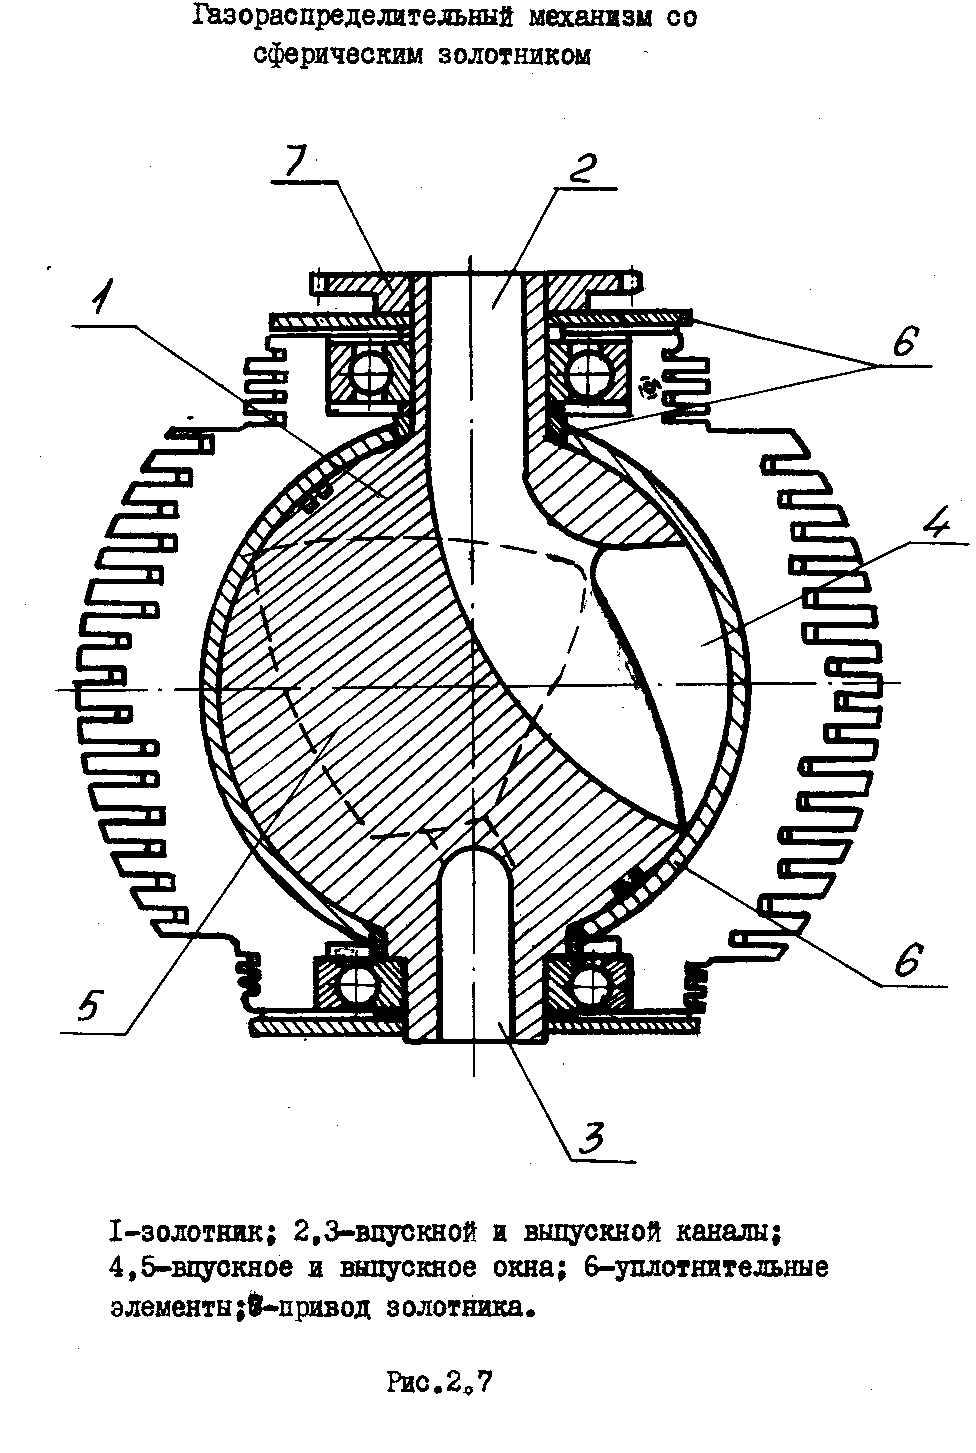 Газораспределительный механизм со
сферическим золотником
7
2
1
6
4
5
6
3
I-золотник; 2,3-впускной и выпускной каналы;
4,5-впускное и выпускное окна; 6-уплотнительные
элементы;7-привод золотника.
Рис.2.7